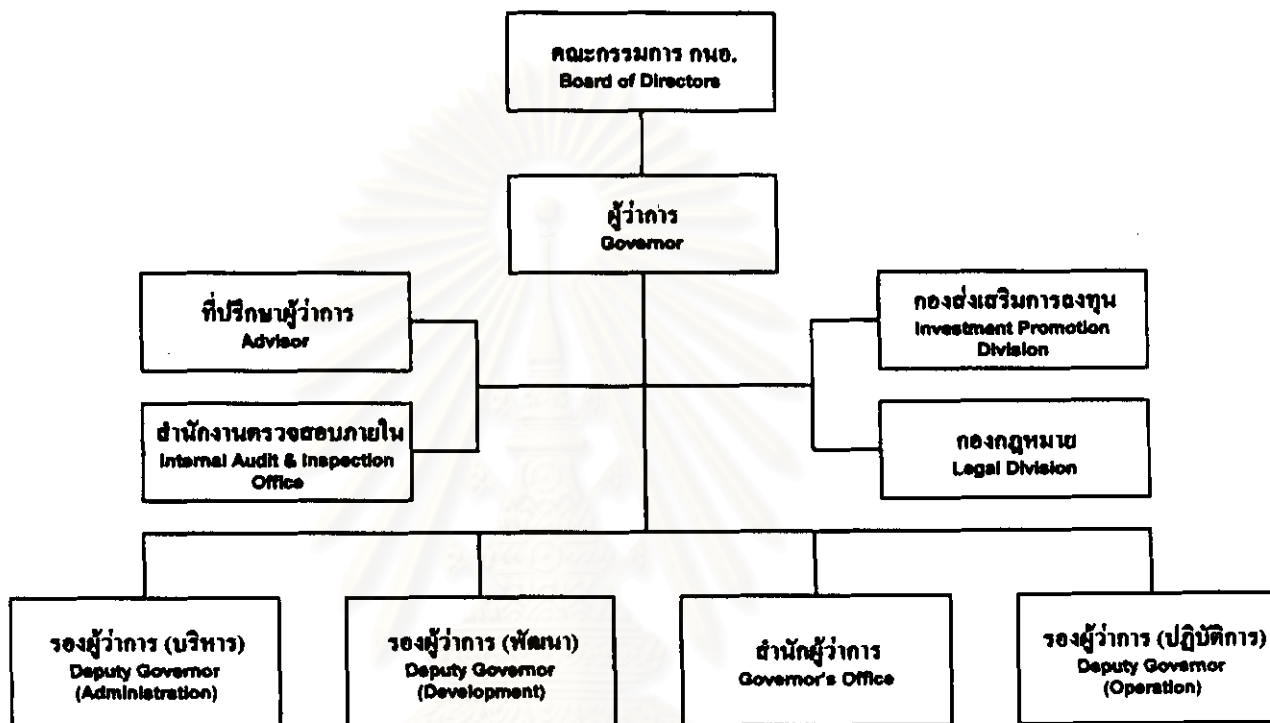 คณะกรรมการ กนอ.
Board of Directors
ผู้ว่าการ
Governor
ที่ปรึกษาผู้ว่าการ
Advisor
กองส่งเสริมการลงทุน
Investment Promotion
Division
สำนักงานตรวจสอบภายใน
Internal Audit & Inspection
Office
กองกฎหมาย
Legal Division
รองผู้ว่าการ (บริหาร)
Deputy Governor
(Administration)
รองผู้ว่าการ (พัฒนา)
Deputy Governor
(Development)
สำนักผู้ว่าการ
Governor's Office
รองผู้ว่าการ (ปฏิบัติการ)
Deputy Governor
(Operation)